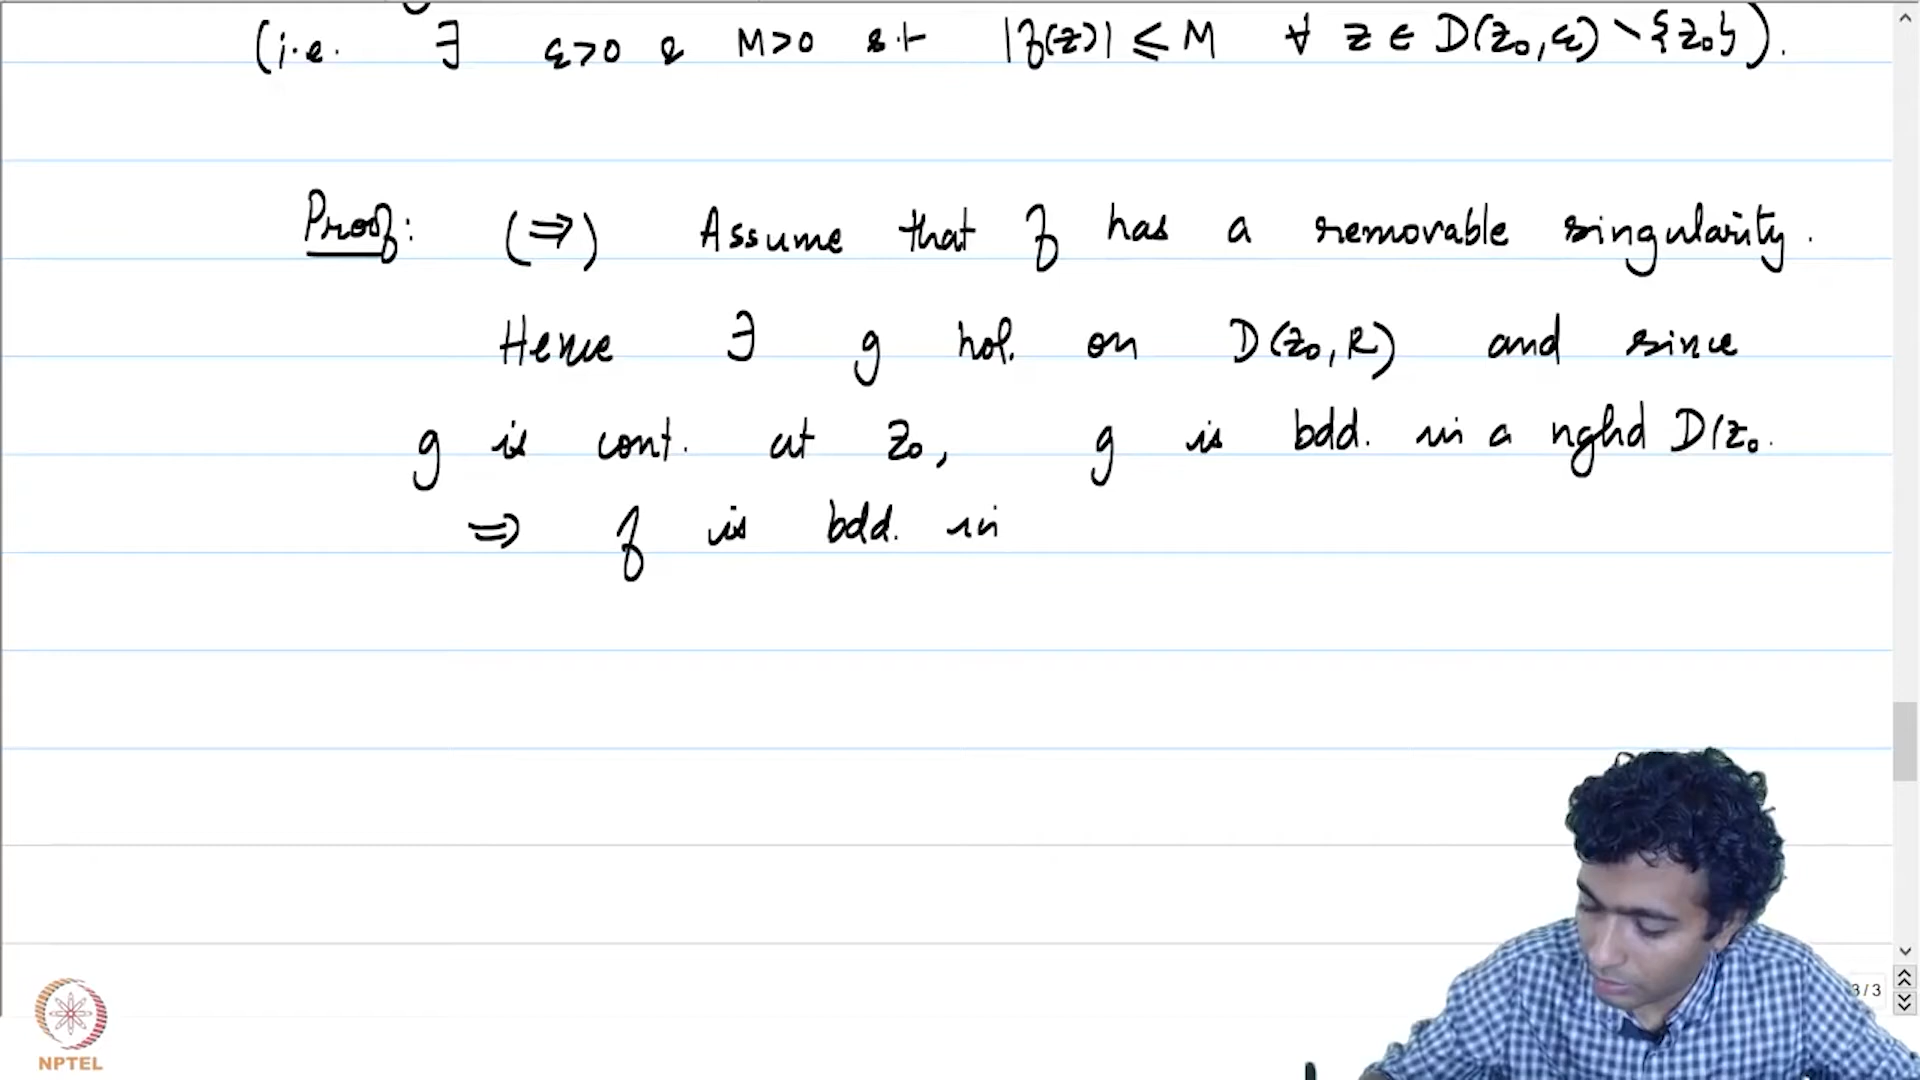 (i.e. ∃ ε>0 & M>0 s.t |f(z)| ≤ M ∀ z ∈ D(z₀,ε) \ {z₀}).
Proof: (⇒) Assume that f has a removable singularity.
Hence ∃ g hol. on D(z₀, R) and since
g is cont. at z₀, g is bdd. in a nghd D(z₀.
⇒ f is bdd. in
3 / 3
NPTEL